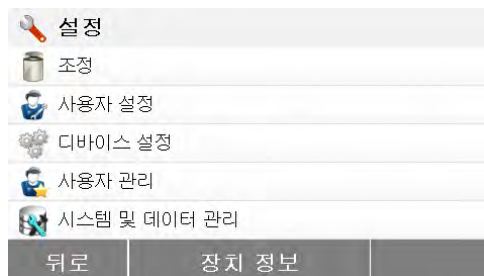 설정
조정
사용자 설정
디바이스 설정
사용자 관리
시스템 및 데이터 관리
뒤로 장치 정보